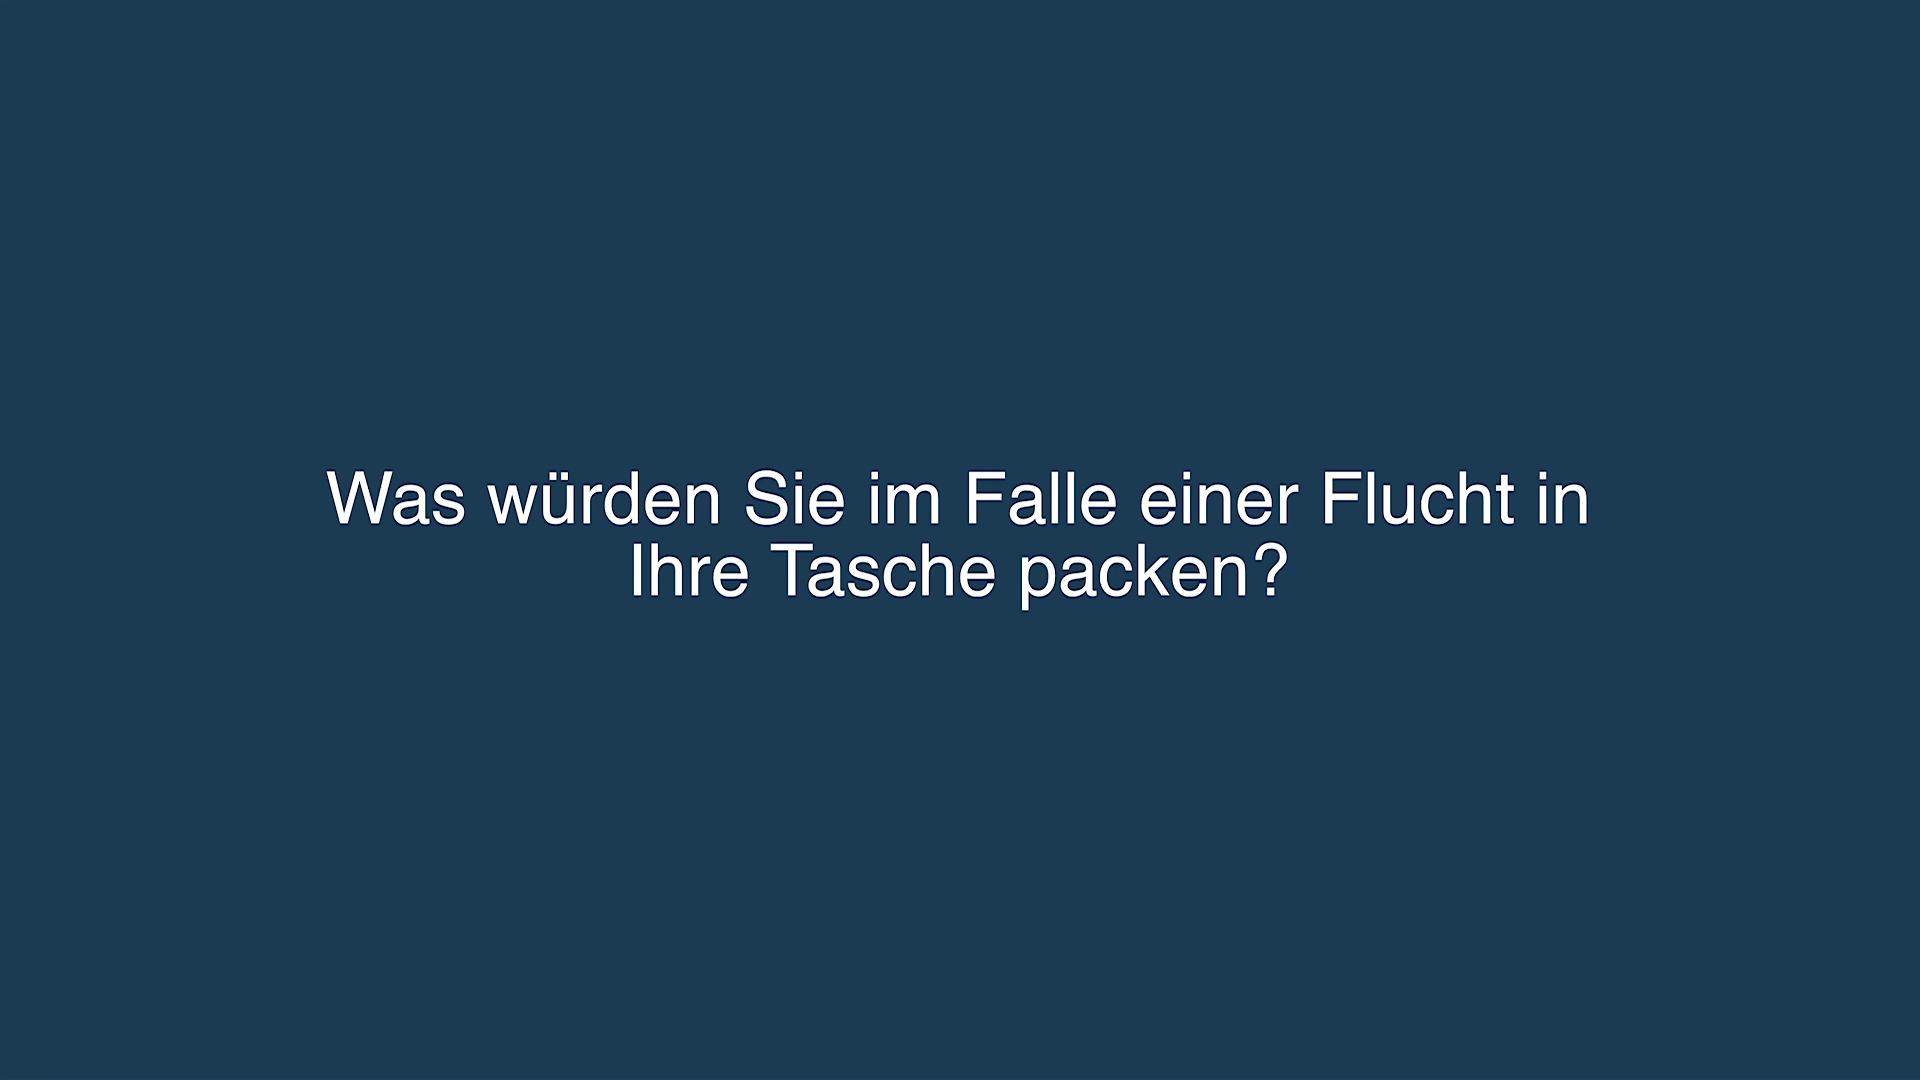 Was würden Sie im Falle einer Flucht in
Ihre Tasche packen?